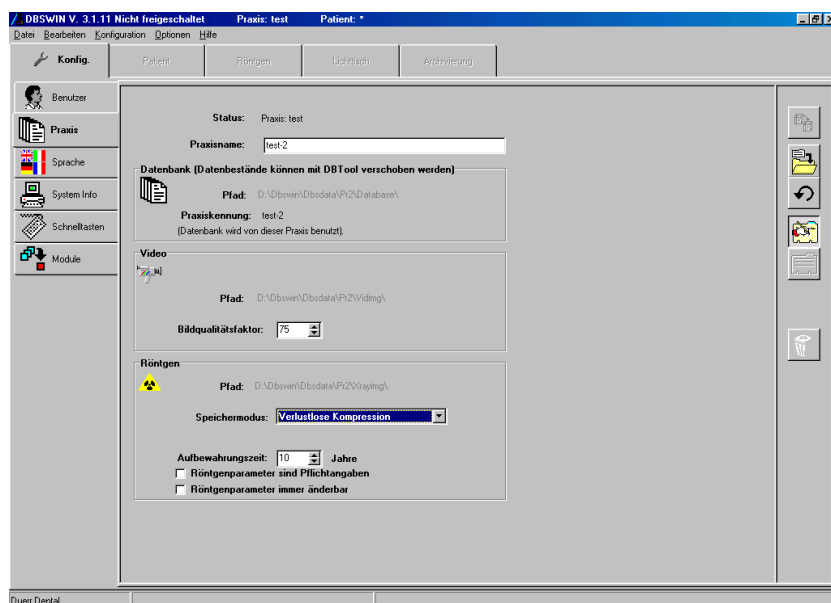 DBSWIN V. 3.1.11 Nicht freigeschaltet Praxis: test Patient: *
Datei Bearbeiten Konfiguration Optionen Hilfe
Konfig. Patient Röntgen Lichttisch Archivierung
Benutzer
Praxis
Sprache
System Info
Schnelltasten
Module
Status: Praxis: test
Praxisname: test-2
Datenbank (Datenbestände können mit DBTool verschoben werden)
Pfad: D:\Dbswin\Dbsdata\Pr2\Database\
Praxiskennung: test-2
(Datenbank wird von dieser Praxis benutzt).
Video
Pfad: D:\Dbswin\Dbsdata\Pr2\Vidimg\
Bildqualitätsfaktor: 75
Röntgen
Pfad: D:\Dbswin\Dbsdata\Pr2\Xrayimg\
Speichermodus: Verlustlose Kompression
Aufbewahrungszeit: 10 Jahre
Röntgenparameter sind Pflichtangaben
Röntgenparameter immer änderbar
Duerr Dental